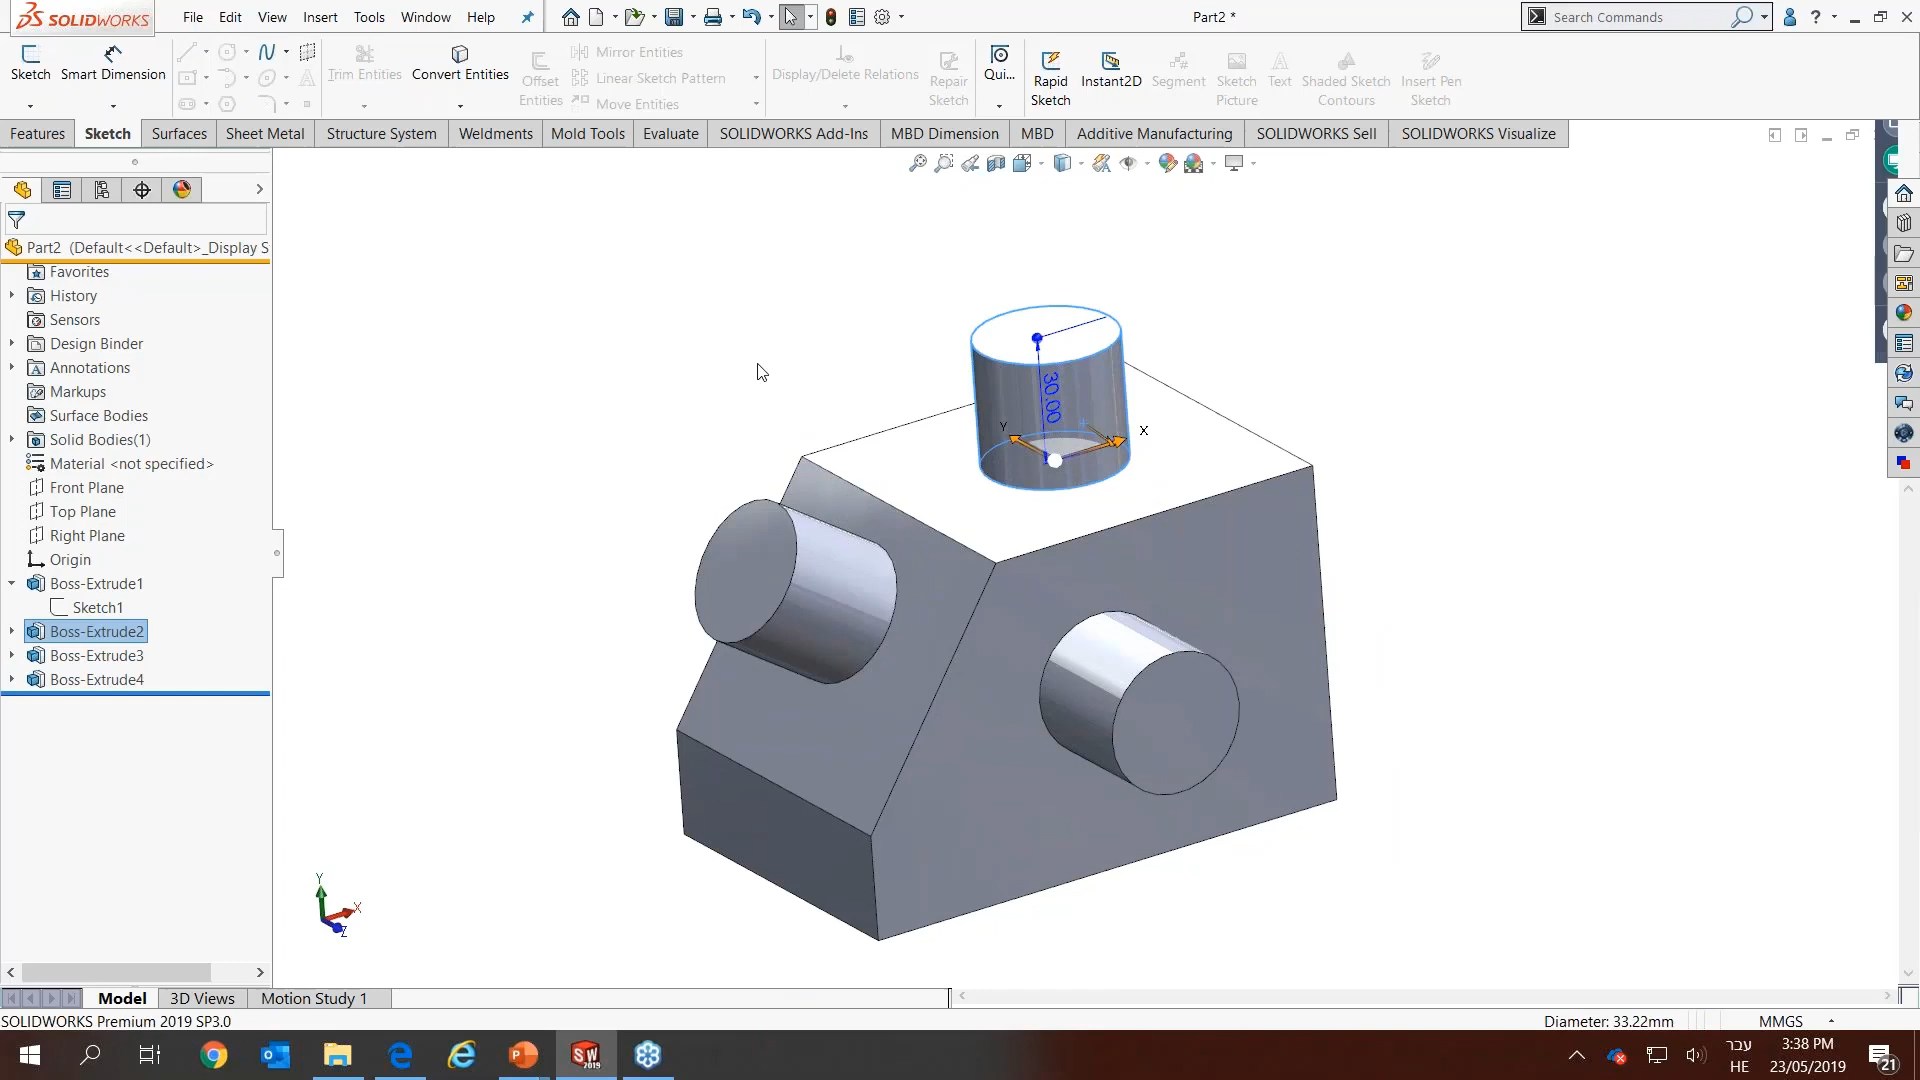 SOLIDWORKS
File Edit View Insert Tools Window Help
Part2 *
Search Commands
Sketch
Smart Dimension
Trim Entities
Convert Entities
Offset Entities
Mirror Entities
Linear Sketch Pattern
Move Entities
Display/Delete Relations
Repair Sketch
Qui...
Rapid Sketch
Instant2D
Segment
Sketch Picture
Text
Shaded Sketch Contours
Insert Pen Sketch
Features Sketch Surfaces Sheet Metal Structure System Weldments Mold Tools Evaluate SOLIDWORKS Add-Ins MBD Dimension MBD Additive Manufacturing SOLIDWORKS Sell SOLIDWORKS Visualize
Part2 (Default<<Default>_Display S
Favorites
History
Sensors
Design Binder
Annotations
Markups
Surface Bodies
Solid Bodies(1)
Material <not specified>
Front Plane
Top Plane
Right Plane
Origin
Boss-Extrude1
Sketch1
Boss-Extrude2
Boss-Extrude3
Boss-Extrude4
30.00
Y
X
Y
X
Z
Model 3D Views Motion Study 1
SOLIDWORKS Premium 2019 SP3.0
Diameter: 33.22mm
MMGS
SW
2019
עבר
HE
3:38 PM
23/05/2019
21